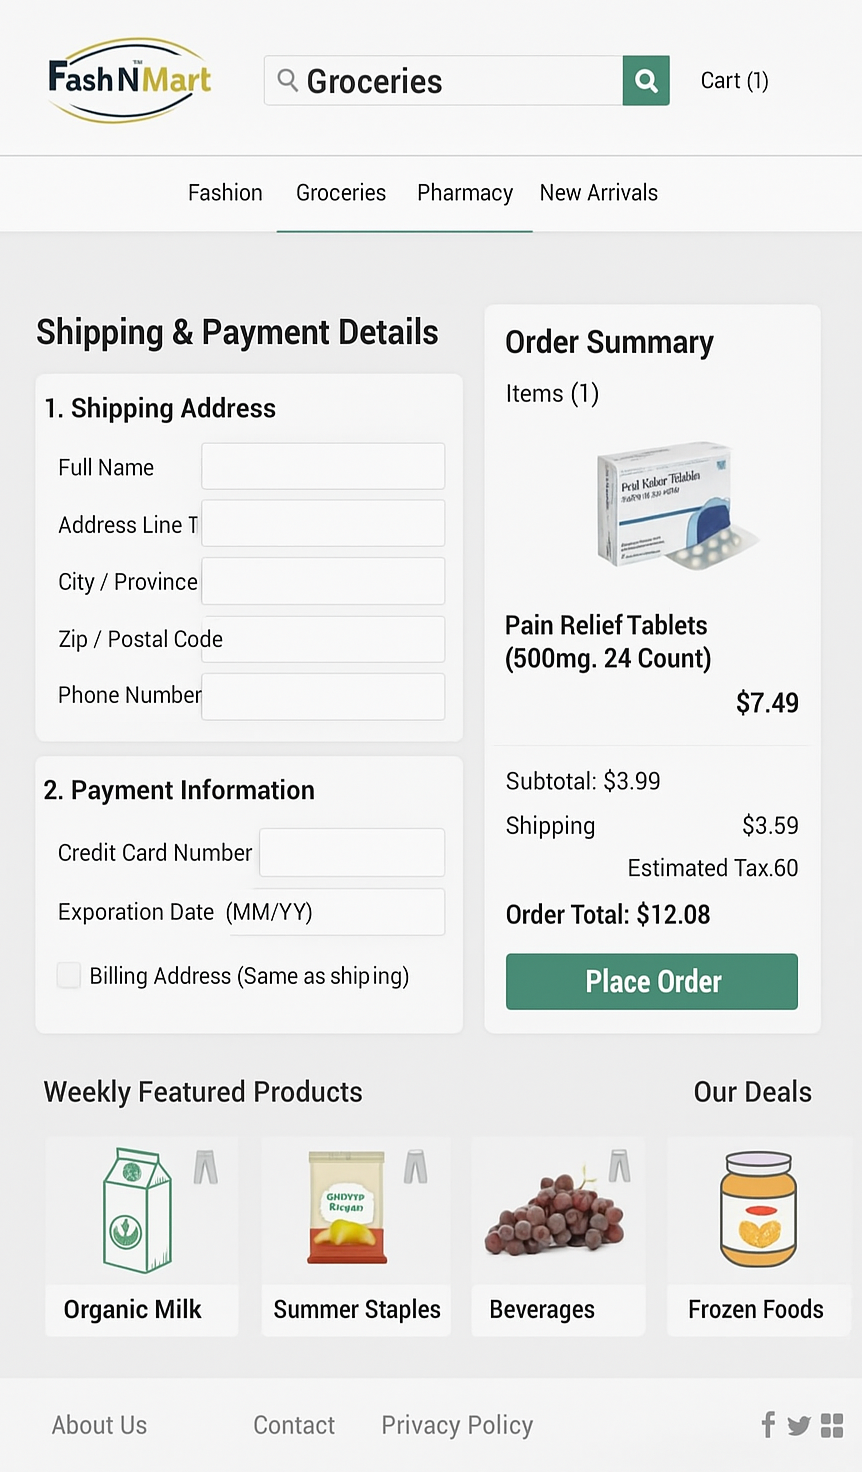 FashNMart
™
Groceries
Cart (1)
Fashion Groceries Pharmacy New Arrivals
Shipping & Payment Details
1. Shipping Address
Full Name
Address Line T
City / Province
Zip / Postal Code
Phone Number
2. Payment Information
Credit Card Number
Exporation Date (MM/YY)
Billing Address (Same as shiping)
Order Summary
Items (1)
Pain Relief Tablets
(500mg. 24 Count)
$7.49
Subtotal: $3.99
Shipping $3.59
Estimated Tax.60
Order Total: $12.08
Place Order
Weekly Featured Products
Our Deals
Organic Milk
Summer Staples
Beverages
Frozen Foods
About Us Contact Privacy Policy